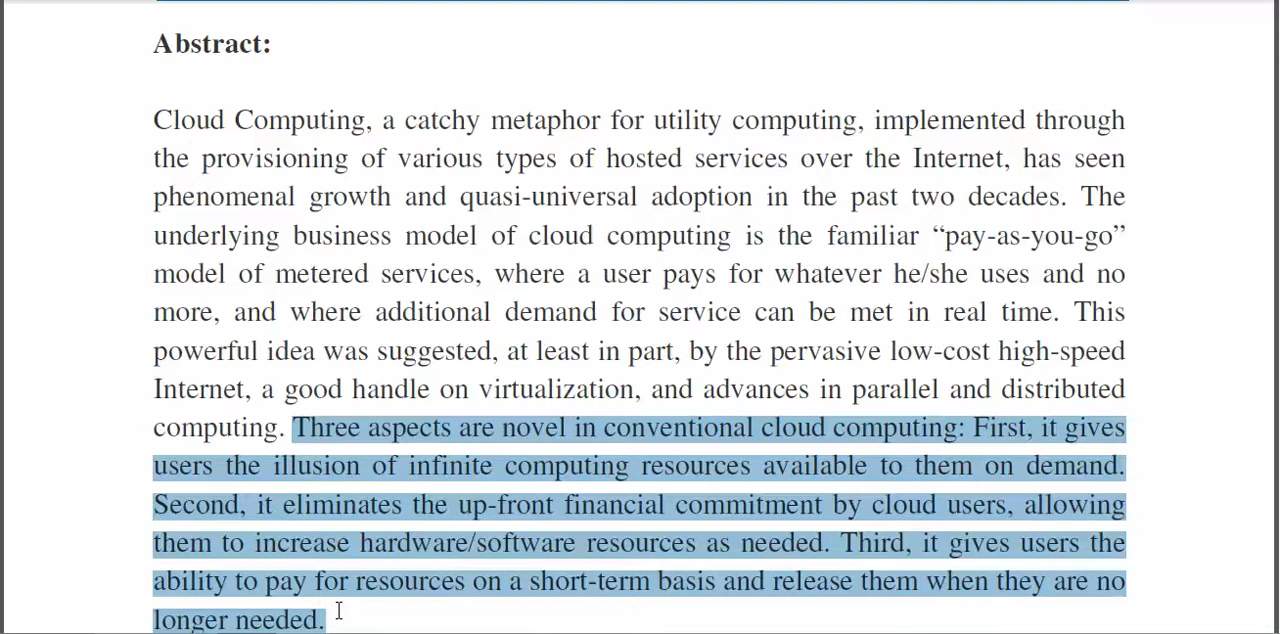 Abstract:
Cloud Computing, a catchy metaphor for utility computing, implemented through
the provisioning of various types of hosted services over the Internet, has seen
phenomenal growth and quasi-universal adoption in the past two decades. The
underlying business model of cloud computing is the familiar “pay-as-you-go”
model of metered services, where a user pays for whatever he/she uses and no
more, and where additional demand for service can be met in real time. This
powerful idea was suggested, at least in part, by the pervasive low-cost high-speed
Internet, a good handle on virtualization, and advances in parallel and distributed
computing. Three aspects are novel in conventional cloud computing: First, it gives
users the illusion of infinite computing resources available to them on demand.
Second, it eliminates the up-front financial commitment by cloud users, allowing
them to increase hardware/software resources as needed. Third, it gives users the
ability to pay for resources on a short-term basis and release them when they are no
longer needed.